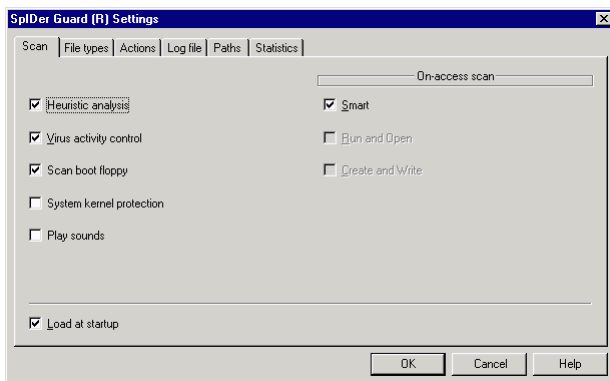 SpIDer Guard (R) Settings
Scan File types Actions Log file Paths Statistics
On-access scan
Heuristic analysis
Smart
Virus activity control
Run and Open
Scan boot floppy
Create and Write
System kernel protection
Play sounds
Load at startup
OK Cancel Help